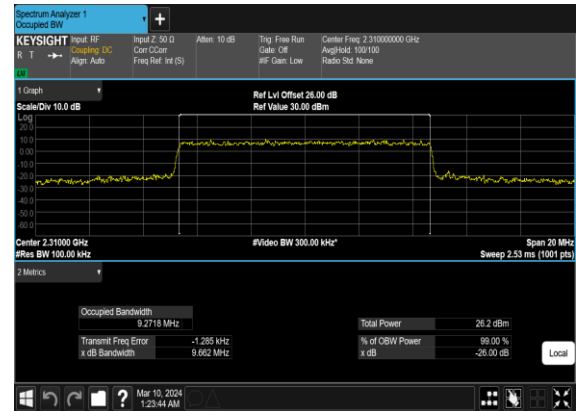 Spectrum Analyzer 1
Occupied BW
+
KEYSIGHT Input: RF Input Z: 50 Ω Atten: 10 dB Trig: Free Run Center Freq: 2.310000000 GHz
R T Coupling: DC Corr CCorr Gate: Off Avg|Hold: 100/100
Align: Auto Freq Ref: Int (S) #IF Gain: Low Radio Std: None
1 Graph
Ref Lvl Offset 26.00 dB
Scale/Div 10.0 dB Ref Value 30.00 dBm
Log
20.0
10.0
0.00
-10.0
-20.0
-30.0
-40.0
-50.0
-60.0
Center 2.31000 GHz #Video BW 300.00 kHz* Span 20 MHz
#Res BW 100.00 kHz Sweep 2.53 ms (1001 pts)
2 Metrics
Occupied Bandwidth
9.2718 MHz Total Power 26.2 dBm
Transmit Freq Error -1.285 kHz % of OBW Power 99.00 %
x dB Bandwidth 9.662 MHz x dB -26.00 dB
Local
? Mar 10, 2024
1:23:44 AM